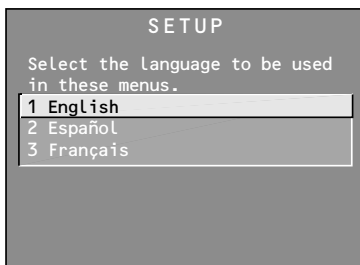 SETUP
Select the language to be used
in these menus.
1 English
2 Español
3 Français